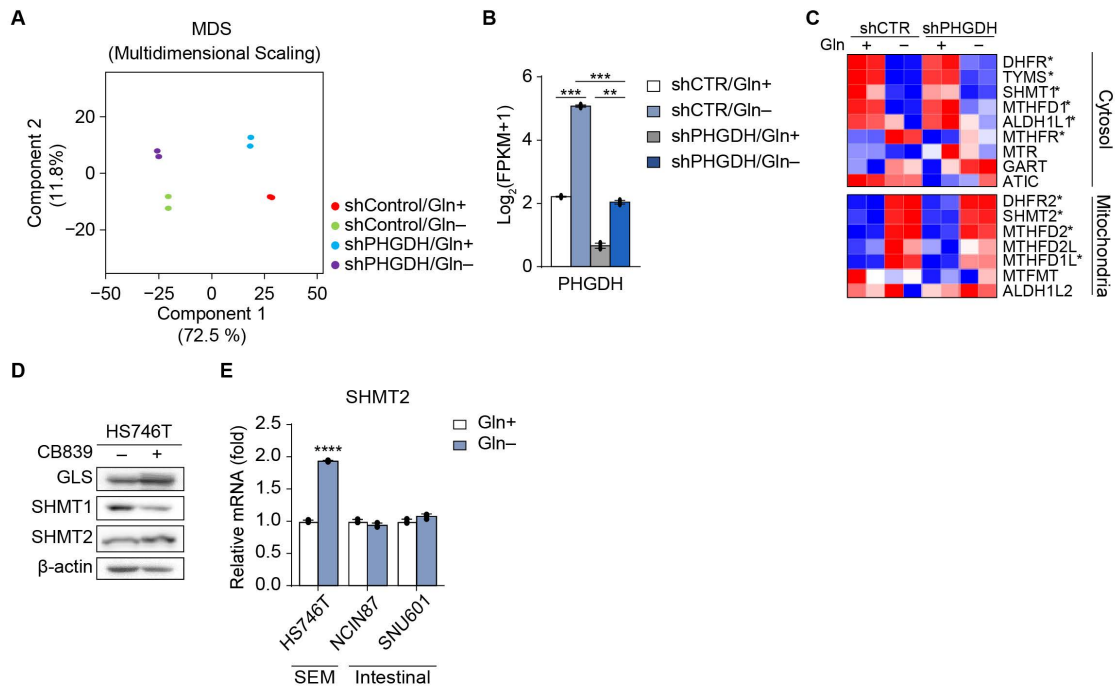 A
MDS
(Multidimensional Scaling)
Component 2
(11.8%)
20
0
−20
−50
−25
0
25
50
Component 1
(72.5 %)
shControl/Gln+
shControl/Gln−
shPHGDH/Gln+
shPHGDH/Gln−
B
Log2(FPKM+1)
6
4
2
0
***
*** **
PHGDH
shCTR/Gln+
shCTR/Gln−
shPHGDH/Gln+
shPHGDH/Gln−
C
shCTR shPHGDH
Gln + − + −
DHFR*
TYMS*
SHMT1*
MTHFD1*
ALDH1L1*
MTHFR*
MTR
GART
ATIC
Cytosol
DHFR2*
SHMT2*
MTHFD2*
MTHFD2L
MTHFD1L*
MTFMT
ALDH1L2
Mitochondria
D
HS746T
CB839 − +
GLS
SHMT1
SHMT2
β-actin
E
SHMT2
Relative mRNA (fold)
2.5
2.0
1.5
1.0
0.5
0.0
****
Gln+
Gln−
HS746T
NCIN87
SNU601
SEM Intestinal